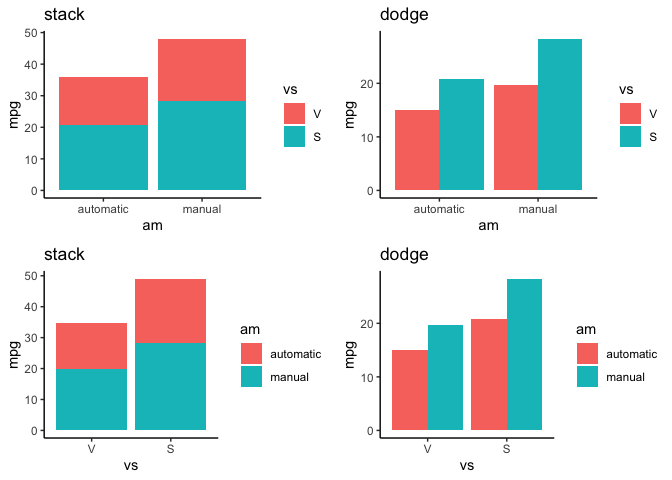 stack
mpg
50
40
30
20
10
0
automatic manual
am
vs
V
S
dodge
mpg
20
10
0
automatic manual
am
vs
V
S
stack
mpg
50
40
30
20
10
0
V S
vs
am
automatic
manual
dodge
mpg
20
10
0
V S
vs
am
automatic
manual